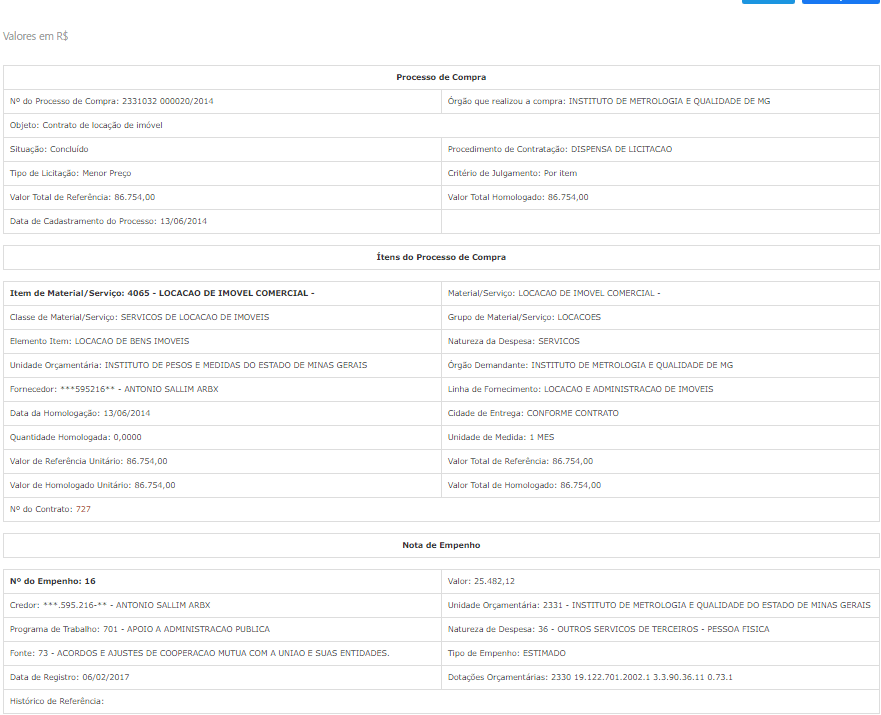 Valores em R$
Processo de Compra
Nº do Processo de Compra: 2331032 000020/2014
Órgão que realizou a compra: INSTITUTO DE METROLOGIA E QUALIDADE DE MG
Objeto: Contrato de locação de imóvel
Situação: Concluído
Procedimento de Contratação: DISPENSA DE LICITACAO
Tipo de Licitação: Menor Preço
Critério de Julgamento: Por item
Valor Total de Referência: 86.754,00
Valor Total Homologado: 86.754,00
Data de Cadastramento do Processo: 13/06/2014
Ítens do Processo de Compra
Item de Material/Serviço: 4065 - LOCACAO DE IMOVEL COMERCIAL -
Material/Serviço: LOCACAO DE IMOVEL COMERCIAL -
Classe de Material/Serviço: SERVICOS DE LOCACAO DE IMOVEIS
Grupo de Material/Serviço: LOCACOES
Elemento Item: LOCACAO DE BENS IMOVEIS
Natureza da Despesa: SERVICOS
Unidade Orçamentária: INSTITUTO DE PESOS E MEDIDAS DO ESTADO DE MINAS GERAIS
Órgão Demandante: INSTITUTO DE METROLOGIA E QUALIDADE DE MG
Fornecedor: ***595216** - ANTONIO SALLIM ARBX
Linha de Fornecimento: LOCACAO E ADMINISTRACAO DE IMOVEIS
Data da Homologação: 13/06/2014
Cidade de Entrega: CONFORME CONTRATO
Quantidade Homologada: 0,0000
Unidade de Medida: 1 MES
Valor de Referência Unitário: 86.754,00
Valor Total de Referência: 86.754,00
Valor de Homologado Unitário: 86.754,00
Valor Total de Homologado: 86.754,00
Nº do Contrato: 727
Nota de Empenho
Nº do Empenho: 16
Valor: 25.482,12
Credor: ***.595.216-** - ANTONIO SALLIM ARBX
Unidade Orçamentária: 2331 - INSTITUTO DE METROLOGIA E QUALIDADE DO ESTADO DE MINAS GERAIS
Programa de Trabalho: 701 - APOIO A ADMINISTRACAO PUBLICA
Natureza de Despesa: 36 - OUTROS SERVICOS DE TERCEIROS - PESSOA FISICA
Fonte: 73 - ACORDOS E AJUSTES DE COOPERACAO MUTUA COM A UNIAO E SUAS ENTIDADES.
Tipo de Empenho: ESTIMADO
Data de Registro: 06/02/2017
Dotações Orçamentárias: 2330 19.122.701.2002.1 3.3.90.36.11 0.73.1
Histórico de Referência: